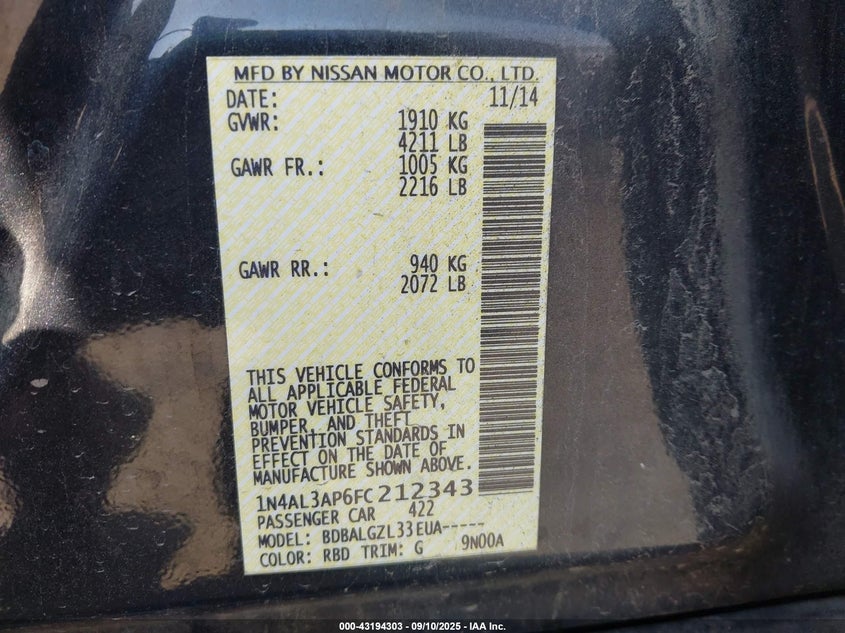 MFD BY NISSAN MOTOR CO., LTD.
DATE: 11/14
GVWR: 1910 KG
4211 LB
GAWR FR.: 1005 KG
2216 LB
GAWR RR.: 940 KG
2072 LB
THIS VEHICLE CONFORMS TO
ALL APPLICABLE FEDERAL
MOTOR VEHICLE SAFETY,
BUMPER, AND THEFT
PREVENTION STANDARDS IN
EFFECT ON THE DATE OF
MANUFACTURE SHOWN ABOVE.
1N4AL3AP6FC212343
PASSENGER CAR 422
MODEL: BDBALGZL33EUA-----
COLOR: RBD TRIM: G 9N00A
000-43194303 - 09/10/2025 - IAA Inc.